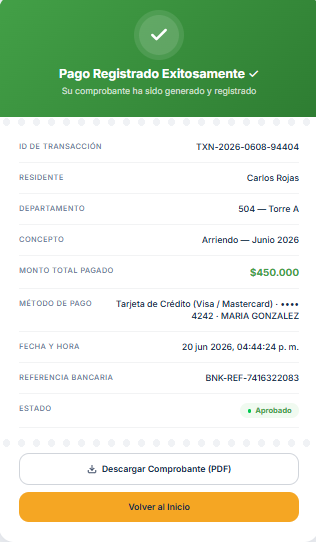 Pago Registrado Exitosamente ✓
Su comprobante ha sido generado y registrado
ID DE TRANSACCIÓN TXN-2026-0608-94404
RESIDENTE Carlos Rojas
DEPARTAMENTO 504 — Torre A
CONCEPTO Arriendo — Junio 2026
MONTO TOTAL PAGADO $450.000
MÉTODO DE PAGO Tarjeta de Crédito (Visa / Mastercard) · ••••
4242 · MARIA GONZALEZ
FECHA Y HORA 20 jun 2026, 04:44:24 p. m.
REFERENCIA BANCARIA BNK-REF-7416322083
ESTADO Aprobado
Descargar Comprobante (PDF)
Volver al Inicio